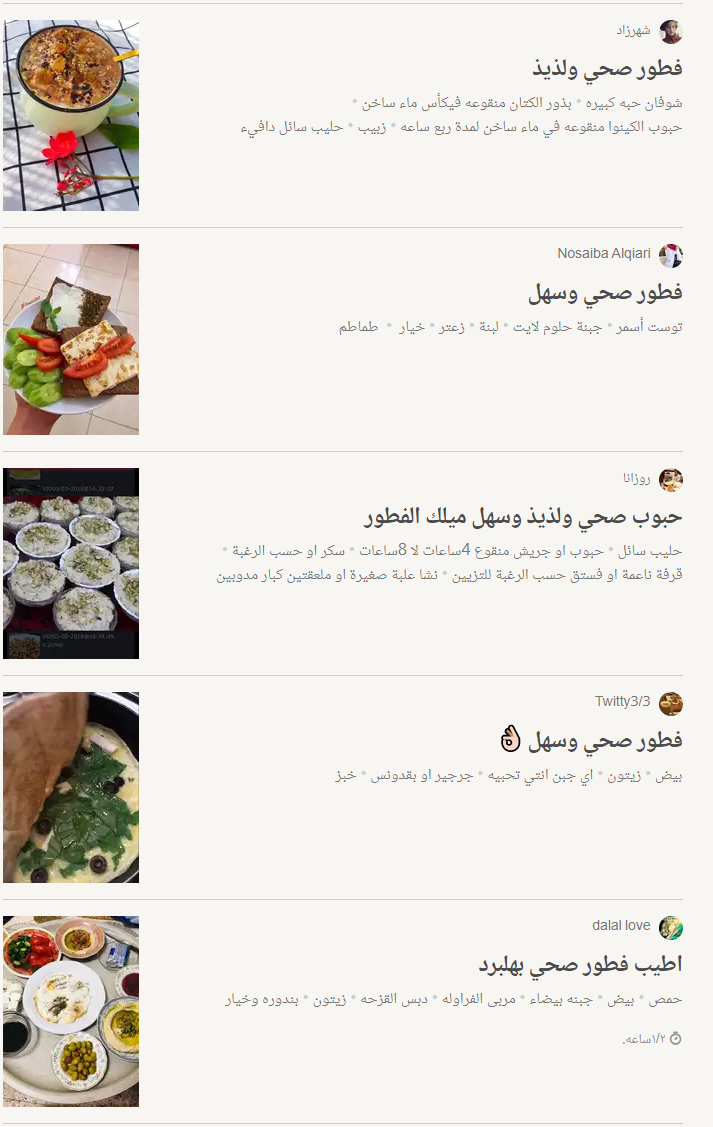 شهرزاد
فطور صحي ولذيذ
شوفان حبه كبيره • بذور الكتان منقوعه فيكأس ماء ساخن •
حبوب الكينوا منقوعه في ماء ساخن لمدة ربع ساعه • زبيب • حليب سائل دافيء
Nosaiba Alqiari
فطور صحي وسهل
توست أسمر • جبنة حلوم لايت • لبنة • زعتر • خيار • طماطم
روزانا
حبوب صحي ولذيذ وسهل ميلك الفطور
حليب سائل • حبوب او جريش منقوع 4ساعات لا 8ساعات • سكر او حسب الرغبة •
قرفة ناعمة او فستق حسب الرغبة للتزيين • نشا علبة صغيرة او ملعقتين كبار مدوبين
Twitty3/3
فطور صحي وسهل 👌🏻
بيض • زيتون • اي جبن انتي تحبيه • جرجير او بقدونس • خبز
dalal love
اطيب فطور صحي بهلبرد
حمص • بيض • جبنه بيضاء • مربى الفراوله • دبس القزحه • زيتون • بندوره وخيار
١/٢ساعه.